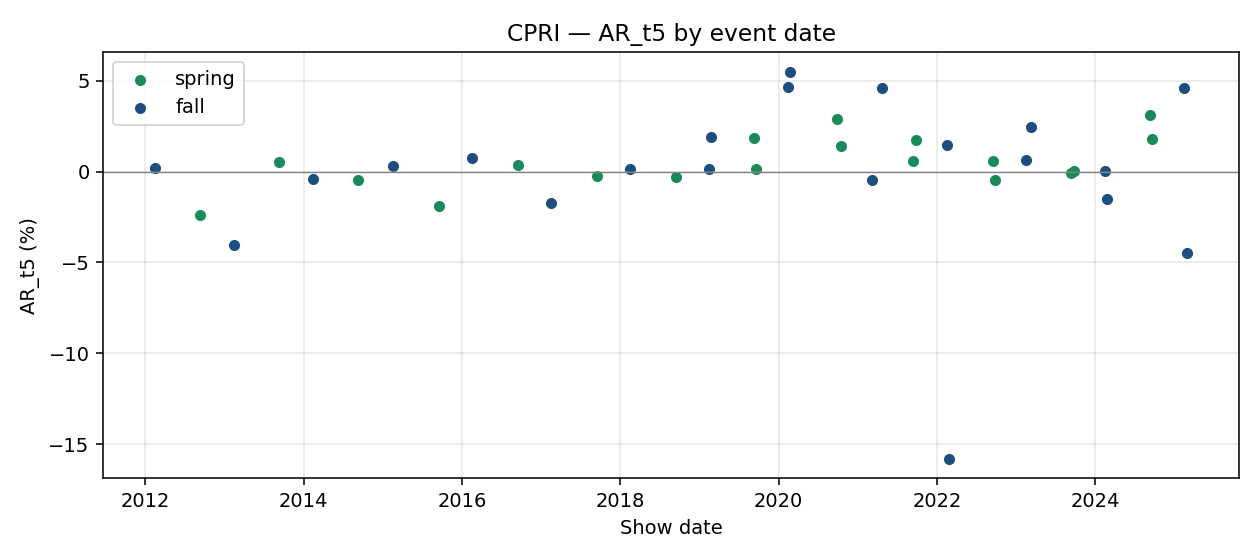 CPRI — AR_t5 by event date
spring
fall
AR_t5 (%)
5
0
−5
−10
−15
2012
2014
2016
2018
2020
2022
2024
Show date